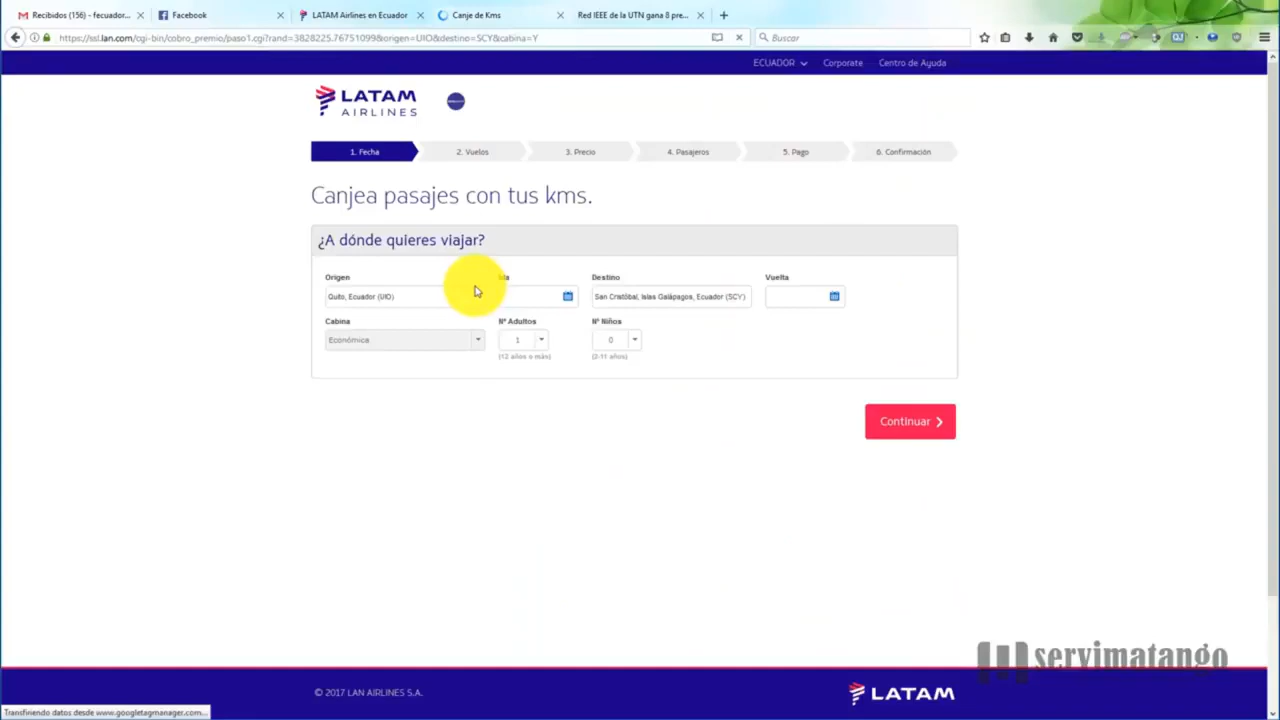 Recibidos (156) - fecuador...
Facebook
LATAM Airlines en Ecuador
Canje de Kms
Red IEEE de la UTN gana 8 pre...
https://ssl.lan.com/cgi-bin/cobro_premio/paso1.cgi?rand=3828225.76751099&origen=UIO&destino=SCY&cabina=Y
Buscar
ECUADOR
Corporate
Centro de Ayuda
LATAM
AIRLINES
1. Fecha
2. Vuelos
3. Precio
4. Pasajeros
5. Pago
6. Confirmación
Canjea pasajes con tus kms.
¿A dónde quieres viajar?
Origen
Destino
Vuelta
Quito, Ecuador (UIO)
San Cristóbal, Islas Galápagos, Ecuador (SCY)
Cabina
Nº Adultos
Nº Niños
Económica
1
0
(12 años o más)
(2-11 años)
Continuar
servimatango
© 2017 LAN AIRLINES S.A.
LATAM
Transfiriendo datos desde www.googletagmanager.com...